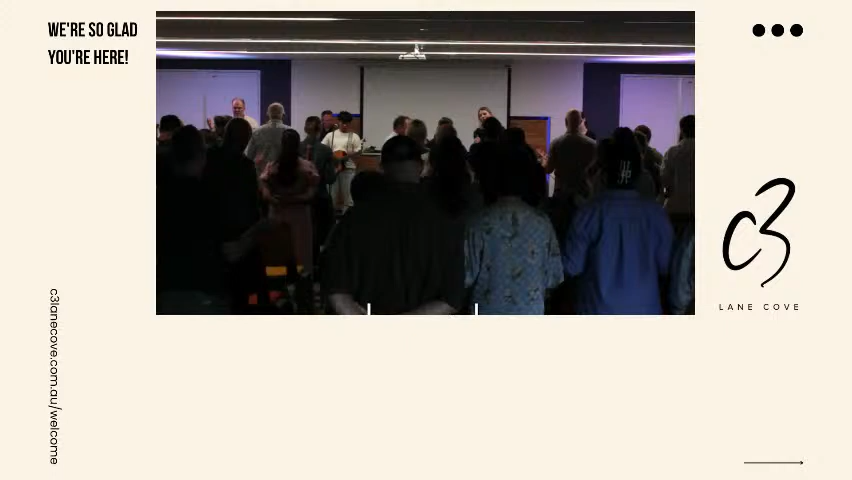 WE'RE SO GLAD
YOU'RE HERE!
c3
LANE COVE
c3lanecove.com.au/welcome